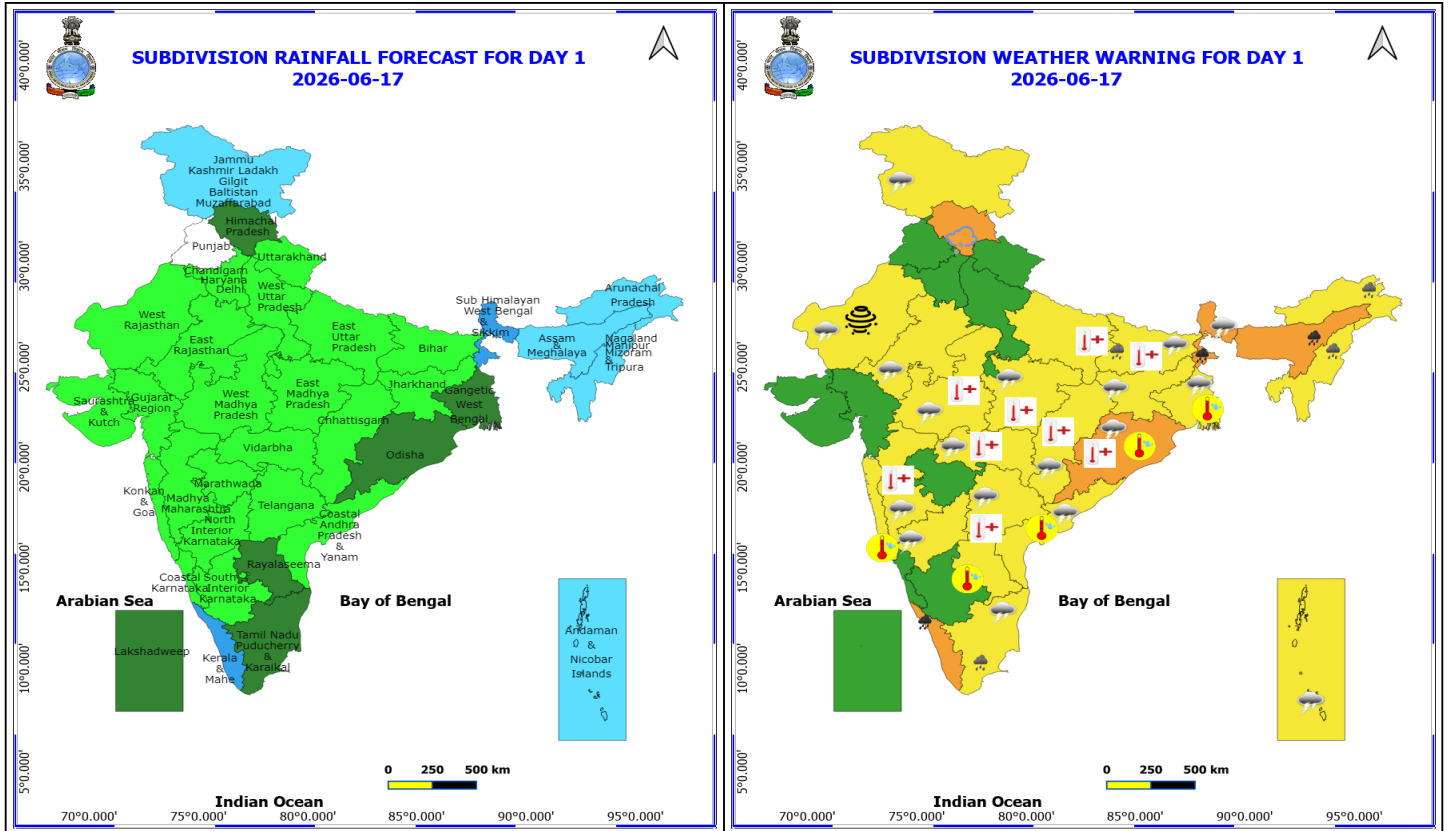 SUBDIVISION RAINFALL FORECAST FOR DAY 1
2026-06-17
40°0.000'
35°0.000'
30°0.000'
25°0.000'
20°0.000'
15°0.000'
10°0.000'
5°0.000'
Jammu
Kashmir Ladakh
Gilgit
Baltistan
Muzaffarabad
Himachal
Pradesh
Punjab
Uttarakhand
Chandigarh
Haryana
Delhi
West
Uttar
Pradesh
West
Rajasthan
East
Rajasthan
East
Uttar
Pradesh
Bihar
Sub Himalayan
West Bengal
&
Sikkim
Arunachal
Pradesh
Assam
&
Meghalaya
Nagaland
Manipur
Mizoram
&
Tripura
Saurashtra
&
Kutch
Gujarat
Region
West
Madhya
Pradesh
East
Madhya
Pradesh
Jharkhand
Gangetic
West
Bengal
Chhattisgarh
Odisha
Vidarbha
Konkan
&
Goa
Marathwada
Madhya
Maharashtra
North
Interior
Karnataka
Telangana
Coastal
Andhra
Pradesh
&
Yanam
Rayalaseema
Coastal
Karnataka
South
Interior
Karnataka
Arabian Sea
Bay of Bengal
Lakshadweep
Kerala
&
Mahe
Tamil Nadu
Puducherry
&
Karaikal
Andaman
&
Nicobar
Islands
0 250 500 km
Indian Ocean
70°0.000' 75°0.000' 80°0.000' 85°0.000' 90°0.000' 95°0.000'
SUBDIVISION WEATHER WARNING FOR DAY 1
2026-06-17
40°0.000'
35°0.000'
30°0.000'
25°0.000'
20°0.000'
15°0.000'
10°0.000'
5°0.000'
Arabian Sea
Bay of Bengal
0 250 500 km
Indian Ocean
70°0.000' 75°0.000' 80°0.000' 85°0.000' 90°0.000' 95°0.000'